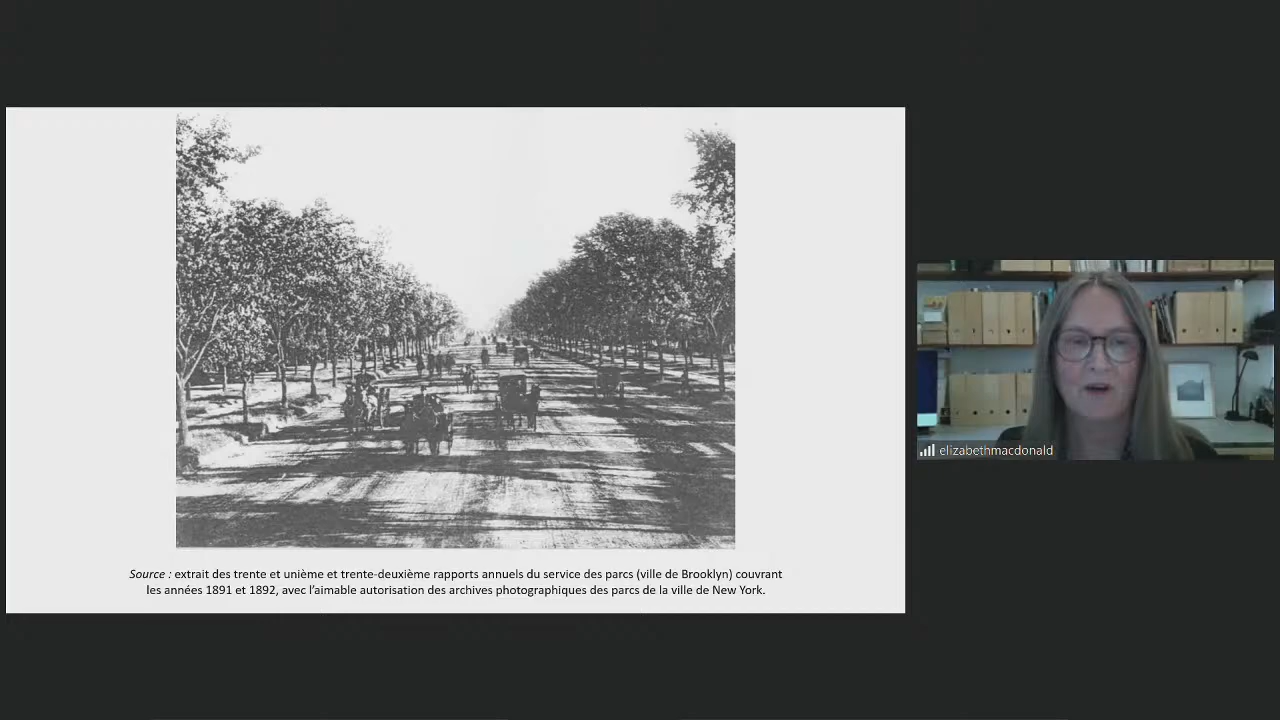 Source : extrait des trente et unième et trente-deuxième rapports annuels du service des parcs (ville de Brooklyn) couvrant
les années 1891 et 1892, avec l’aimable autorisation des archives photographiques des parcs de la ville de New York.
elizabethmacdonald